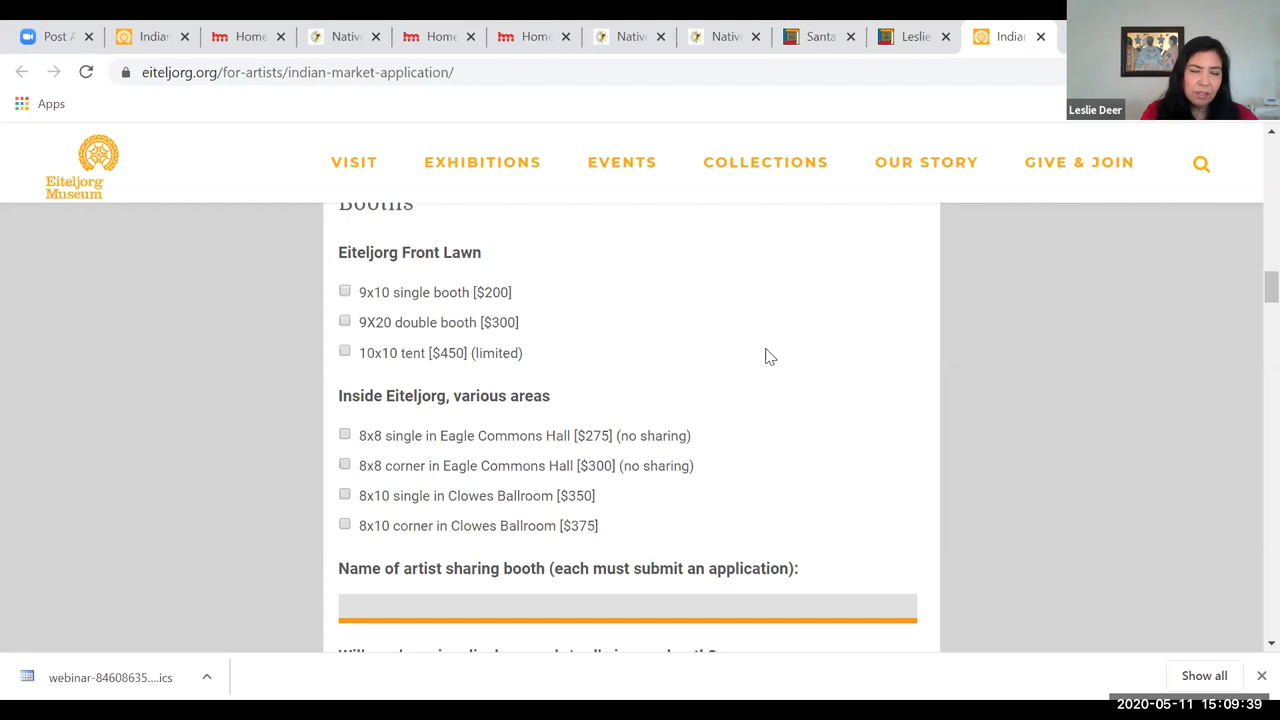 Post A
Indian
Home
Nativ
Home
Home
Nativ
Nativ
Santa
Leslie
Indian
eiteljorg.org/for-artists/indian-market-application/
Apps
Leslie Deer
Eiteljorg
Museum
VISIT
EXHIBITIONS
EVENTS
COLLECTIONS
OUR STORY
GIVE & JOIN
Booths
Eiteljorg Front Lawn
9x10 single booth [$200]
9X20 double booth [$300]
10x10 tent [$450] (limited)
Inside Eiteljorg, various areas
8x8 single in Eagle Commons Hall [$275] (no sharing)
8x8 corner in Eagle Commons Hall [$300] (no sharing)
8x10 single in Clowes Ballroom [$350]
8x10 corner in Clowes Ballroom [$375]
Name of artist sharing booth (each must submit an application):
webinar-84608635....ics
Show all
2020-05-11 15:09:39